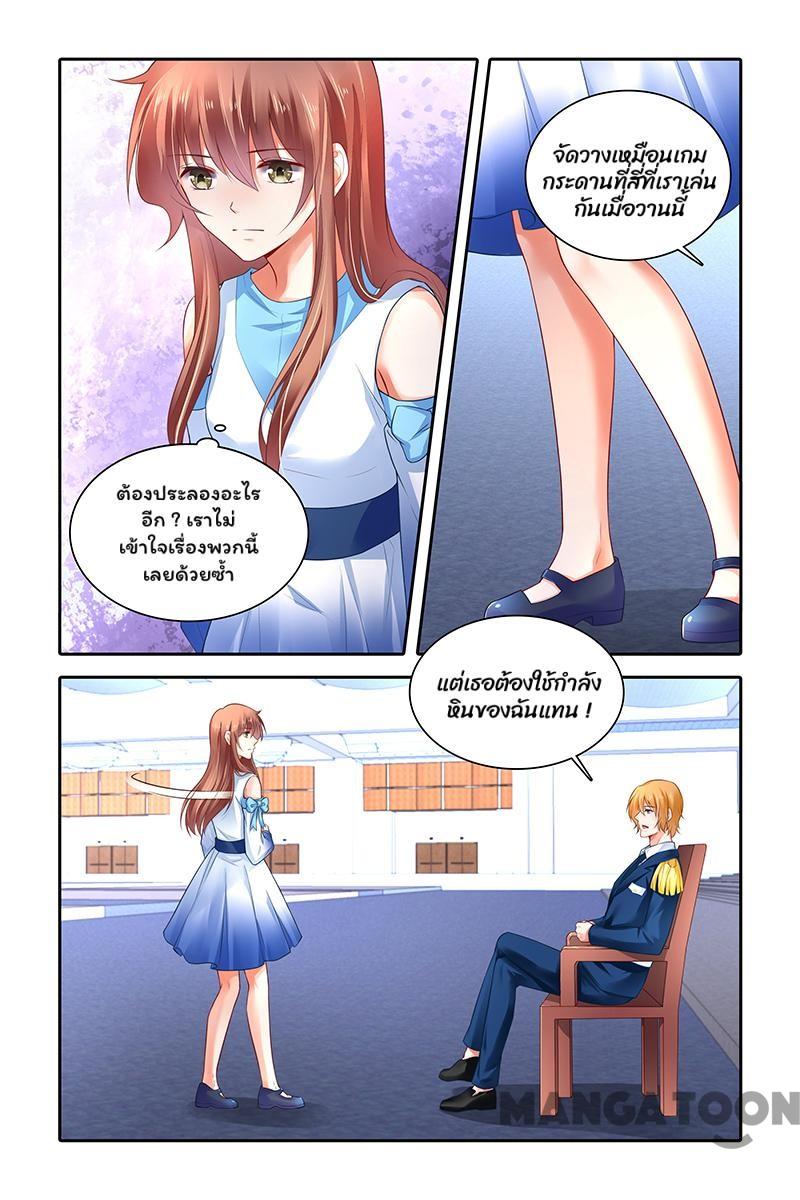 ต้องประลองอะไร
อีก ? เราไม่
เข้าใจเรื่องพวกนี้
เลยด้วยซ้ำ
จัดวางเหมือนเกม
กระดานที่สี่ที่เราเล่น
กันเมื่อวานนี้
แต่เธอต้องใช้กำลัง
หินของฉันแทน !
MANGATOON